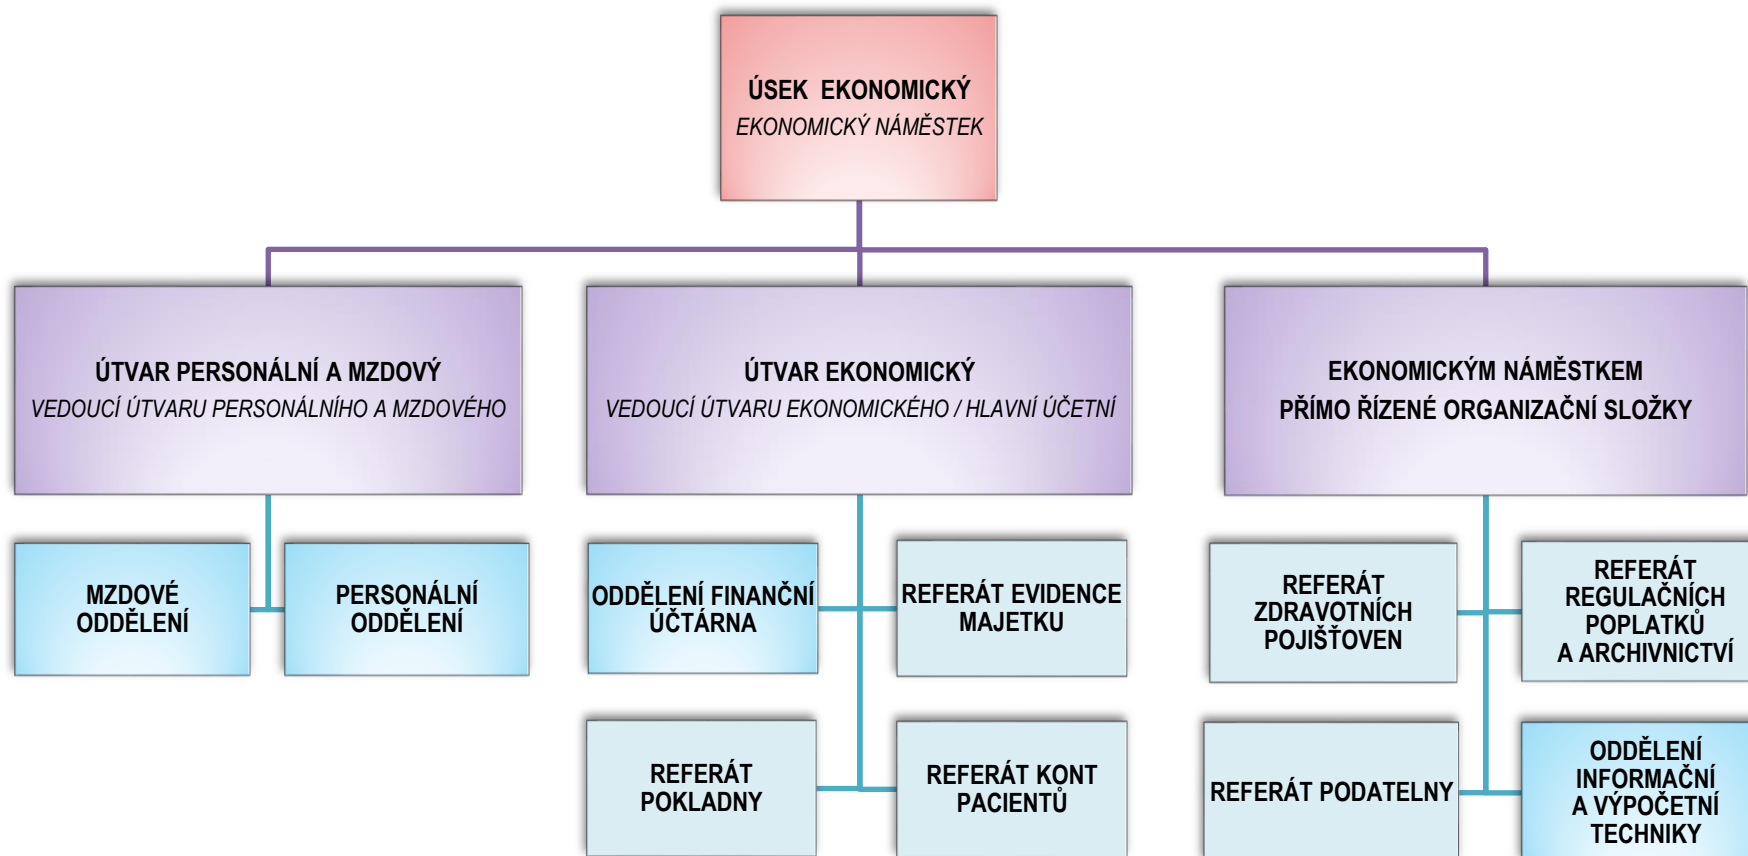 ÚSEK EKONOMICKÝ
EKONOMICKÝ NÁMĚSTEK
ÚTVAR PERSONÁLNÍ A MZDOVÝ
VEDOUCÍ ÚTVARU PERSONÁLNÍHO A MZDOVÉHO
ÚTVAR EKONOMICKÝ
VEDOUCÍ ÚTVARU EKONOMICKÉHO / HLAVNÍ ÚČETNÍ
EKONOMICKÝM NÁMĚSTKEM
PŘÍMO ŘÍZENÉ ORGANIZAČNÍ SLOŽKY
MZDOVÉ
ODDĚLENÍ
PERSONÁLNÍ
ODDĚLENÍ
ODDĚLENÍ FINANČNÍ
ÚČTÁRNA
REFERÁT EVIDENCE
MAJETKU
REFERÁT
ZDRAVOTNÍCH
POJIŠŤOVEN
REFERÁT
REGULAČNÍCH
POPLATKŮ
A ARCHIVNICTVÍ
REFERÁT
POKLADNY
REFERÁT KONT
PACIENTŮ
REFERÁT PODATELNY
ODDĚLENÍ
INFORMAČNÍ
A VÝPOČETNÍ
TECHNIKY